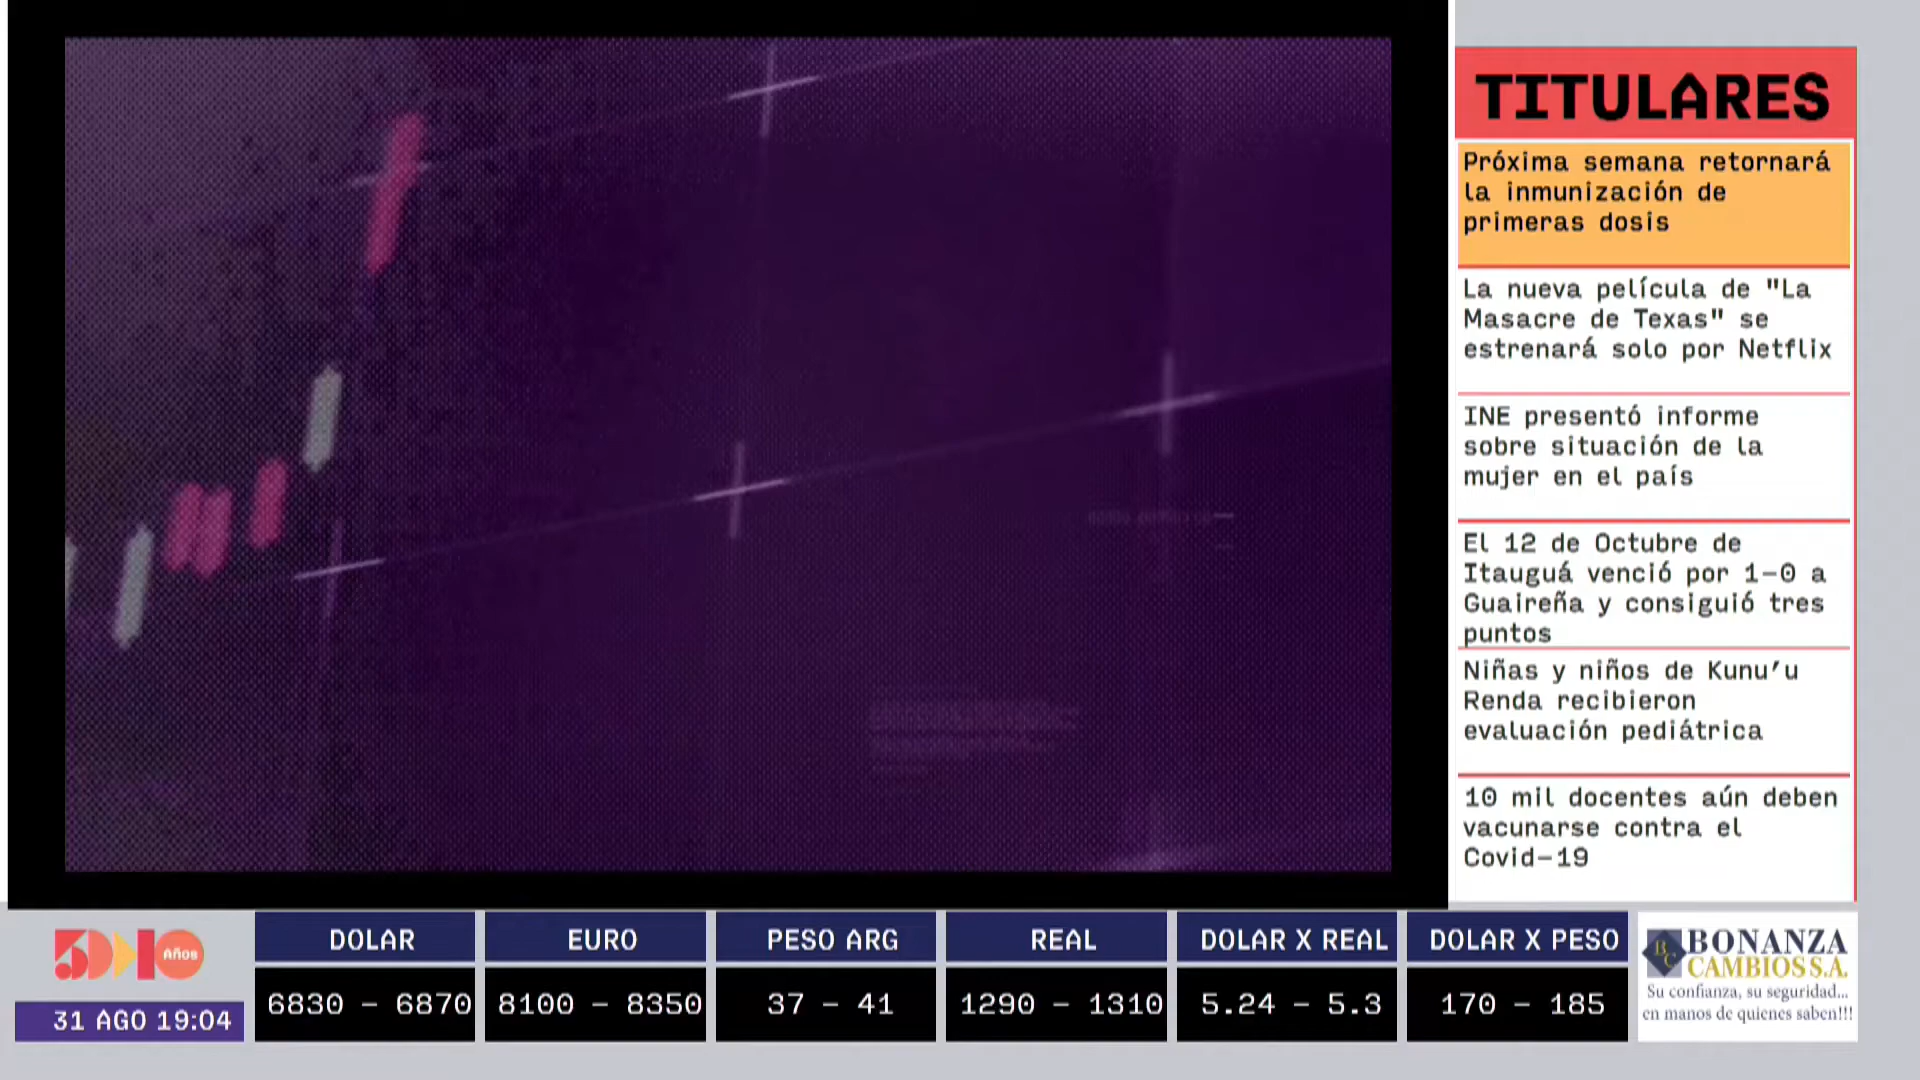 TITULARES
Próxima semana retornará
la inmunización de
primeras dosis
La nueva película de "La
Masacre de Texas" se
estrenará solo por Netflix
INE presentó informe
sobre situación de la
mujer en el país
El 12 de Octubre de
Itauguá venció por 1-0 a
Guaireña y consiguió tres
puntos
Niñas y niños de Kunu'u
Renda recibieron
evaluación pediátrica
10 mil docentes aún deben
vacunarse contra el
Covid-19
Años
31 AGO 19:04
DOLAR
6830 - 6870
EURO
8100 - 8350
PESO ARG
37 - 41
REAL
1290 - 1310
DOLAR X REAL
5.24 - 5.3
DOLAR X PESO
170 - 185
BC
BONANZA
CAMBIOS S.A.
Su confianza, su seguridad...
en manos de quienes saben!!!